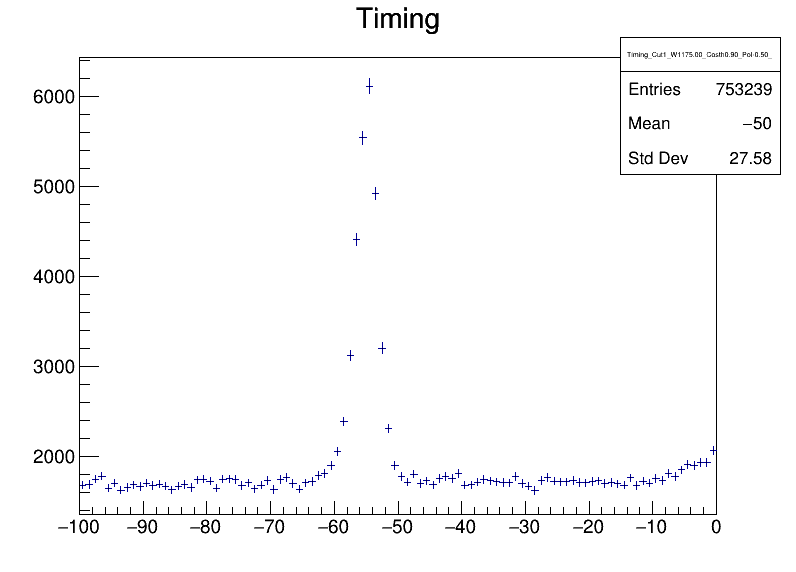 Timing
Timing_Cut1_W1175.00_Costh0.90_Pol-0.50_
Entries 753239
Mean −50
Std Dev 27.58
6000
5000
4000
3000
2000
−100 −90 −80 −70 −60 −50 −40 −30 −20 −10 0